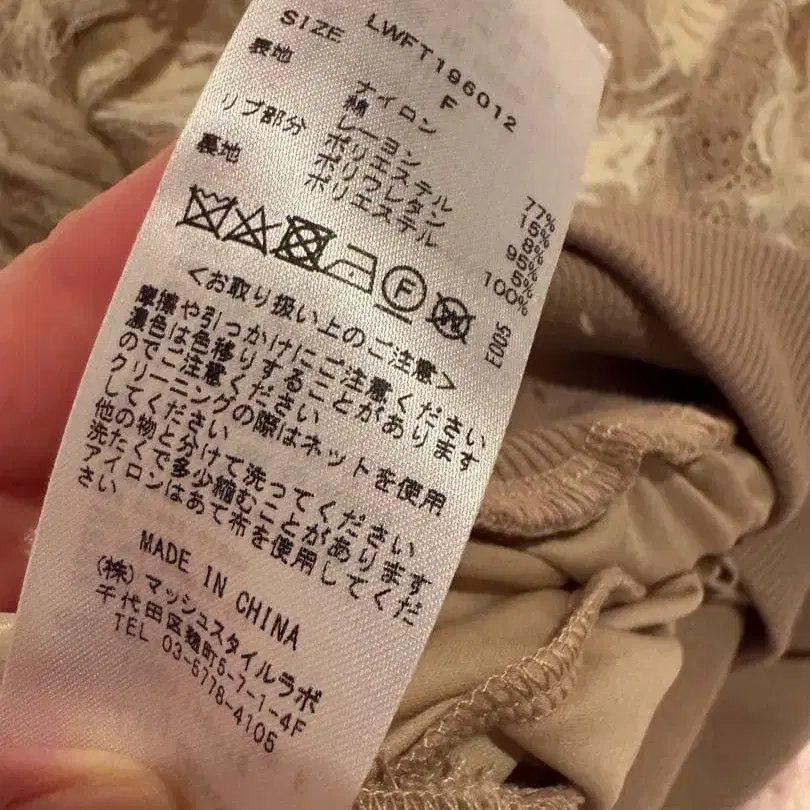 LWFT196012
SIZE F
表地 ナイロン 77%
綿 15%
レーヨン 8%
リブ部分 ポリエステル 95%
ポリウレタン 5%
裏地 ポリエステル 100%
F
W
E005
<お取り扱い上のご注意>
摩擦や引っかけにご注意ください
濃色は色移りすることがあります
のでご注意ください
クリーニングの際はネットを使用
してください
他の物と分けて洗ってください
洗たくで多少縮むことがあります
アイロンはあて布を使用してくだ
さい
MADE IN CHINA
(株)マッシュスタイルラボ
千代田区麹町5-7-1-4F
TEL 03-6778-4105